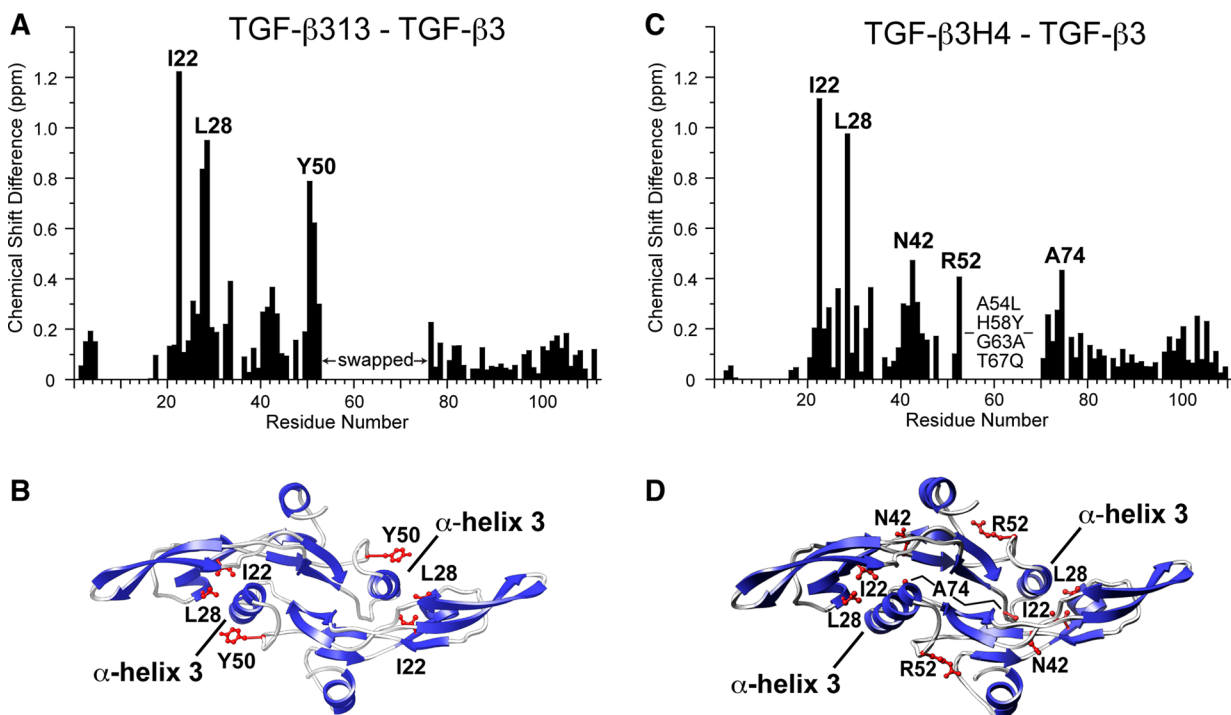 A
TGF-β313 - TGF-β3
Chemical Shift Difference (ppm)
1.2
1.0
0.8
0.6
0.4
0.2
0
I22
L28
Y50
←swapped→
20
40
60
80
100
Residue Number
C
TGF-β3H4 - TGF-β3
Chemical Shift Difference (ppm)
1.2
1.0
0.8
0.6
0.4
0.2
0
I22
L28
N42
R52
A74
A54L
H58Y
G63A
T67Q
20
40
60
80
100
Residue Number
B
Y50
α-helix 3
I22
L28
L28
α-helix 3
Y50
I22
D
N42
R52
α-helix 3
I22
A74
L28
L28
I22
α-helix 3
R52
N42